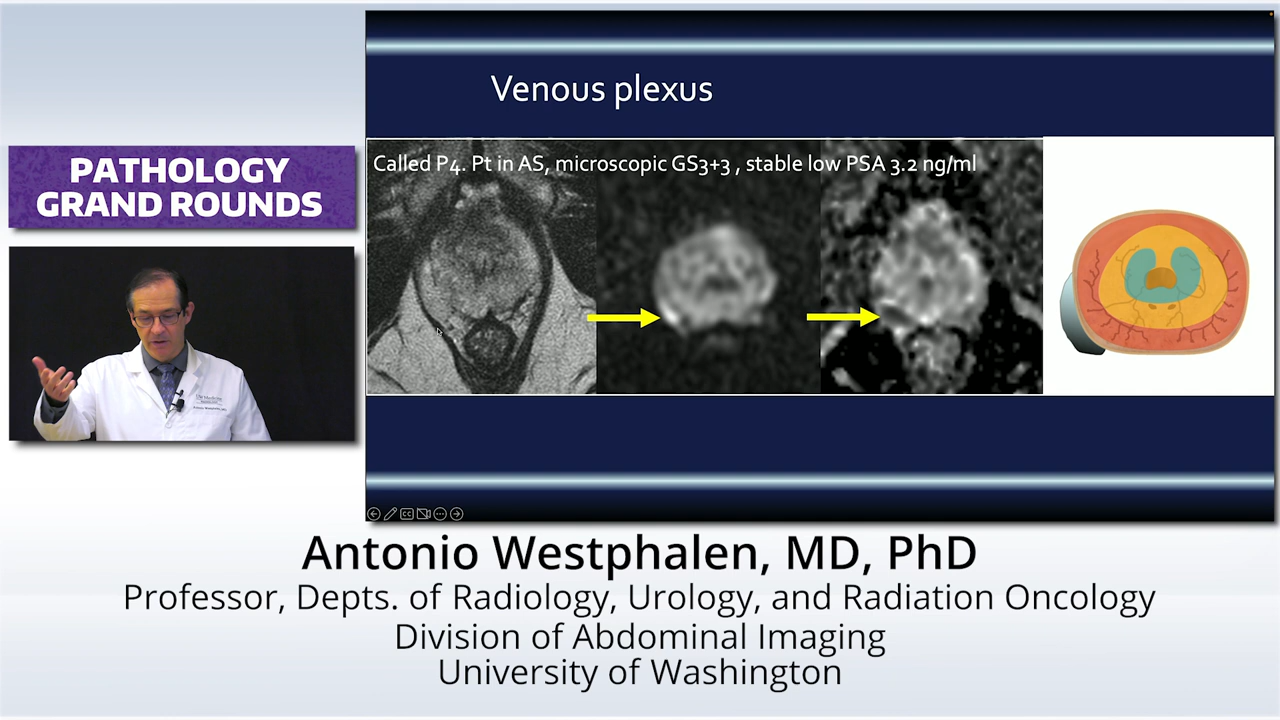 PATHOLOGY
GRAND ROUNDS
Venous plexus
Called P4. Pt in AS, microscopic GS3+3 , stable low PSA 3.2 ng/ml
Antonio Westphalen, MD, PhD
Professor, Depts. of Radiology, Urology, and Radiation Oncology
Division of Abdominal Imaging
University of Washington